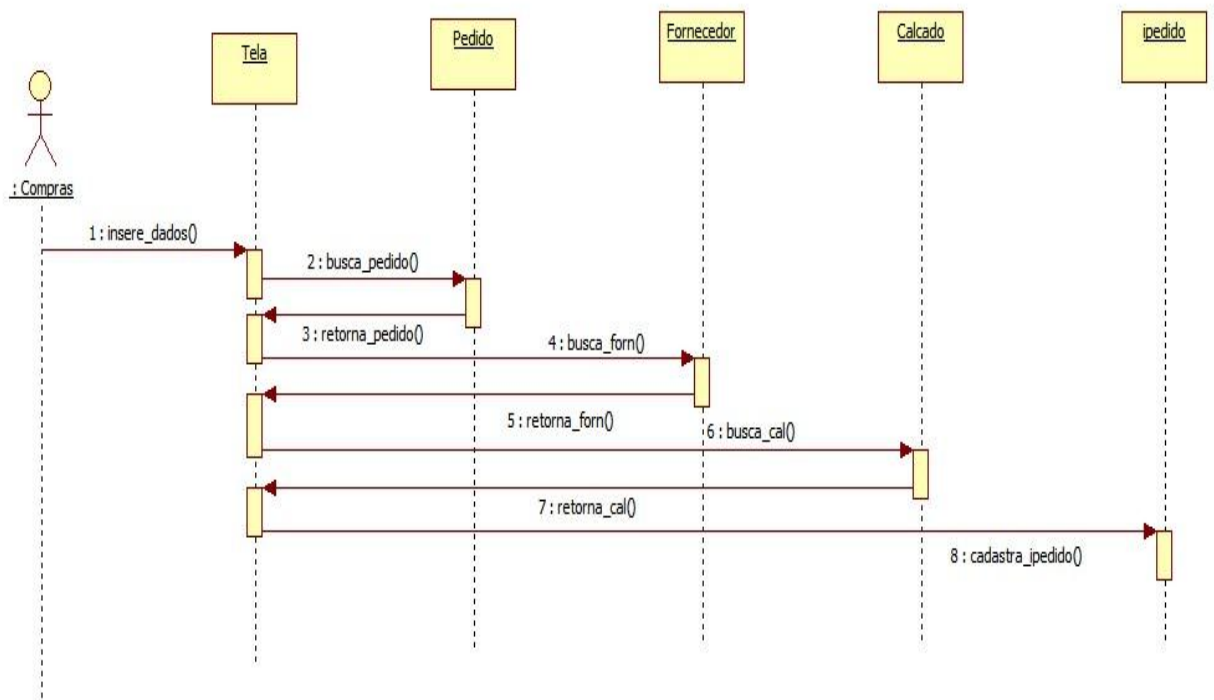 Tela
Pedido
Fornecedor
Calcado
ipedido
: Compras
1 : insere_dados()
2 : busca_pedido()
3 : retorna_pedido()
4 : busca_forn()
5 : retorna_forn()
6 : busca_cal()
7 : retorna_cal()
8 : cadastra_ipedido()